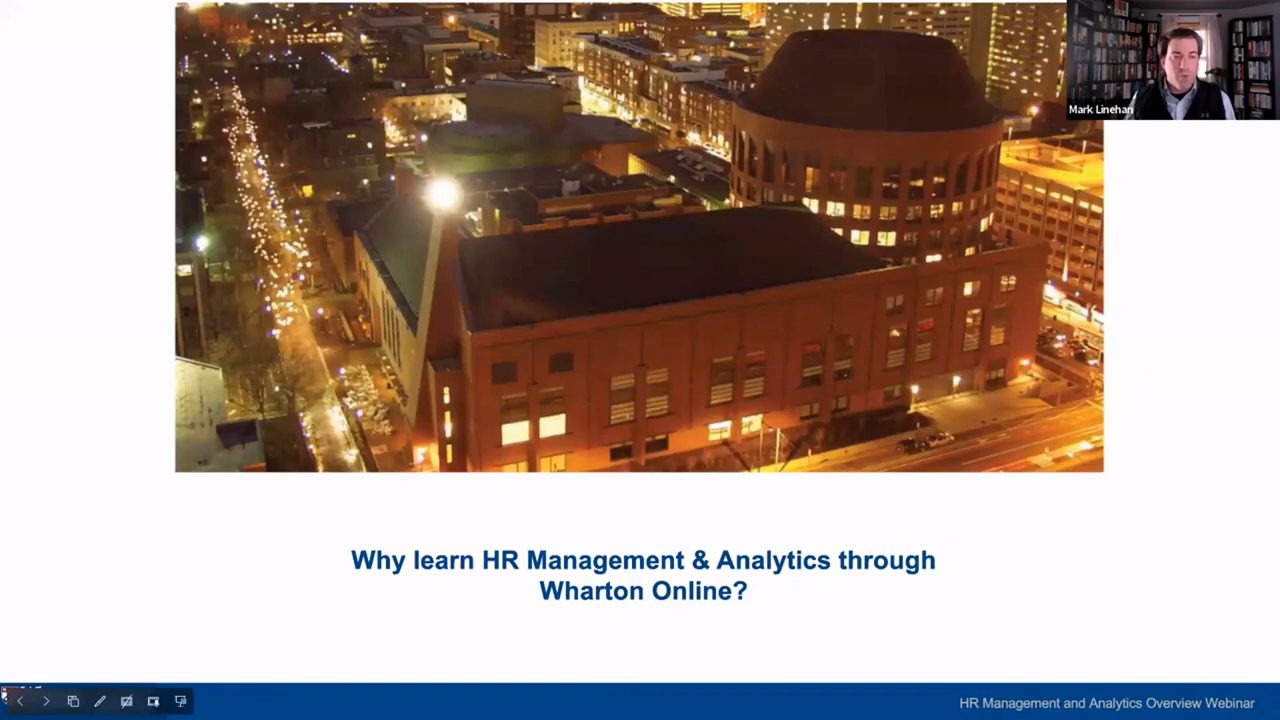 Mark Linehan
Why learn HR Management & Analytics through
Wharton Online?
HR Management and Analytics Overview Webinar